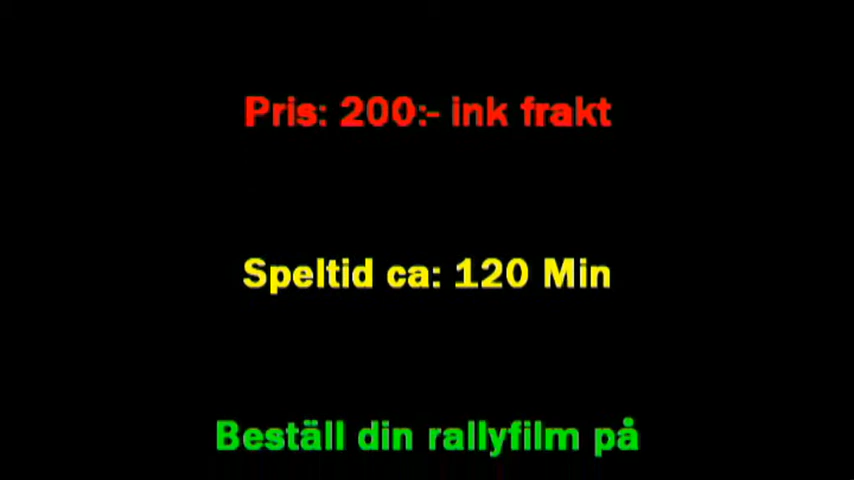 Pris: 200:- ink frakt
Speltid ca: 120 Min
Beställ din rallyfilm på